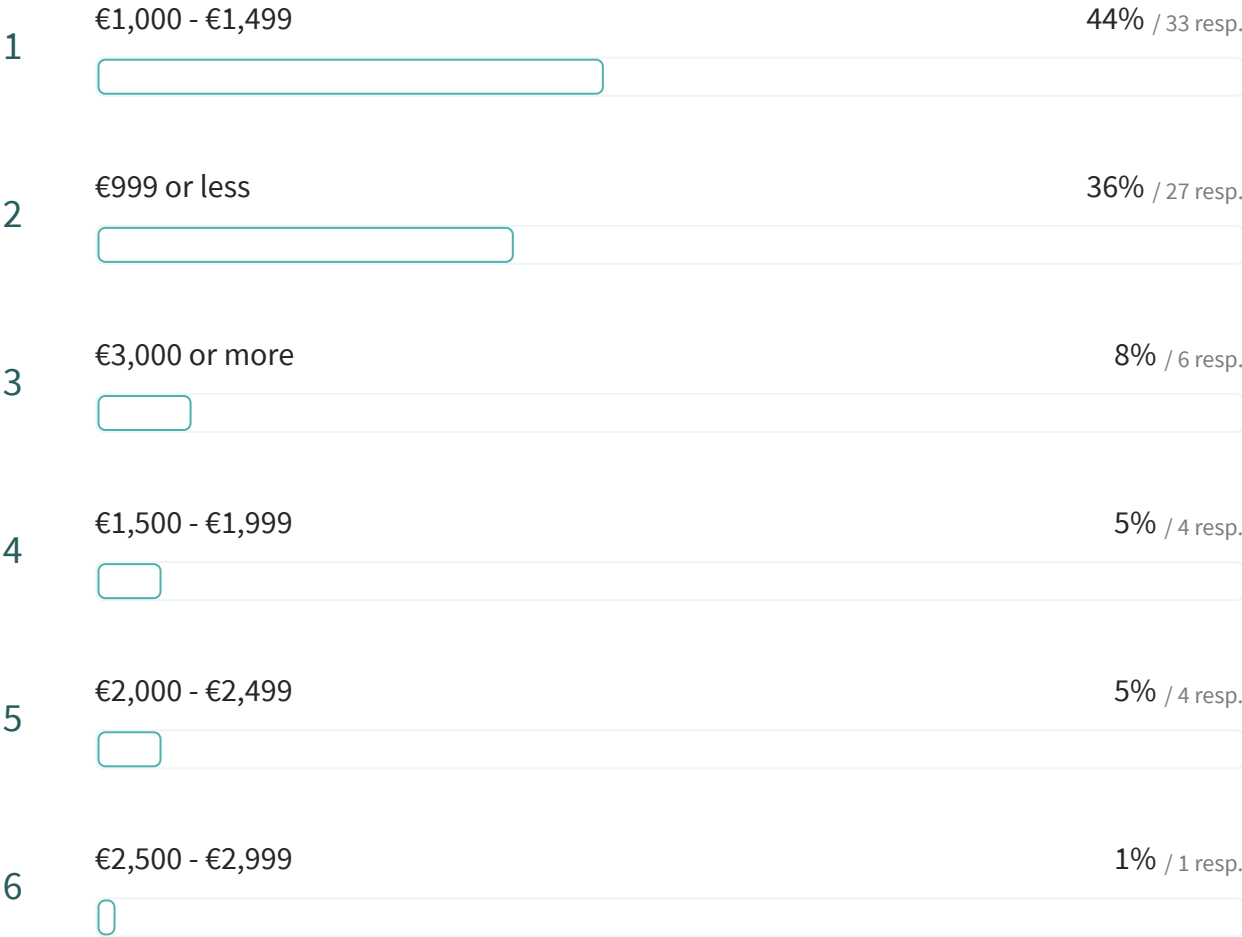 1
€1,000 - €1,499 44% / 33 resp.
2
€999 or less 36% / 27 resp.
3
€3,000 or more 8% / 6 resp.
4
€1,500 - €1,999 5% / 4 resp.
5
€2,000 - €2,499 5% / 4 resp.
6
€2,500 - €2,999 1% / 1 resp.